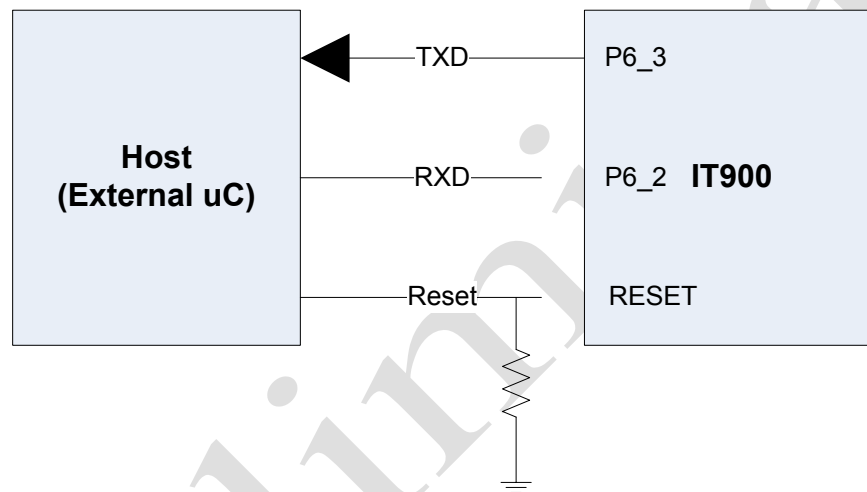 TXD
P6_3
Host
(External uC)
RXD
P6_2 IT900
Reset
RESET